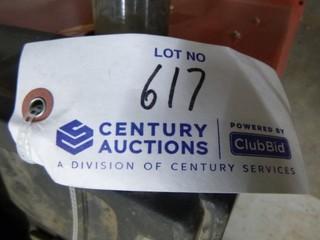 LOT NO
617
CENTURY AUCTIONS
POWERED BY
ClubBid
A DIVISION OF CENTURY SERVICES